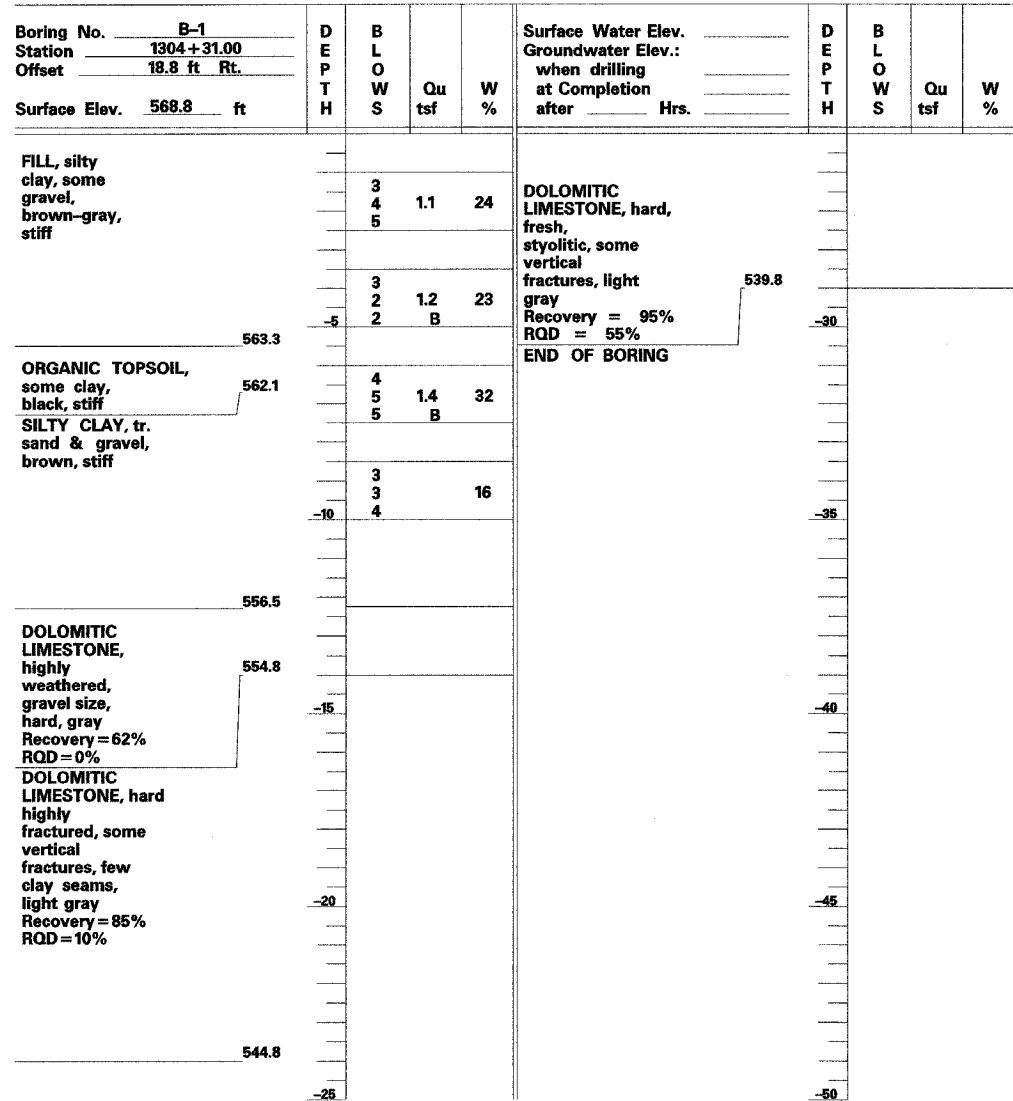 Boring No. B–1
Station 1304+31.00
Offset 18.8 ft Rt.
Surface Elev. 568.8 ft
DEPTH
BLOWS
Qu tsf
W %
Surface Water Elev.
Groundwater Elev.:
when drilling
at Completion
after Hrs.
DEPTH
BLOWS
Qu tsf
W %
FILL, silty
clay, some
gravel,
brown–gray,
stiff
3
4 1.1 24
5
3
2 1.2 23
2 B
–5
563.3
ORGANIC TOPSOIL,
some clay,
black, stiff
562.1
4
5 1.4 32
5 B
SILTY CLAY, tr.
sand & gravel,
brown, stiff
3
3 16
4
–10
556.5
DOLOMITIC
LIMESTONE,
highly
weathered,
gravel size,
hard, gray
Recovery=62%
RQD=0%
554.8
–15
DOLOMITIC
LIMESTONE, hard
highly
fractured, some
vertical
fractures, few
clay seams,
light gray
Recovery=85%
RQD=10%
–20
544.8
–25
DOLOMITIC
LIMESTONE, hard,
fresh,
styolitic, some
vertical
fractures, light
gray
Recovery = 95%
RQD = 55%
539.8
END OF BORING
–30
–35
–40
–45
–50